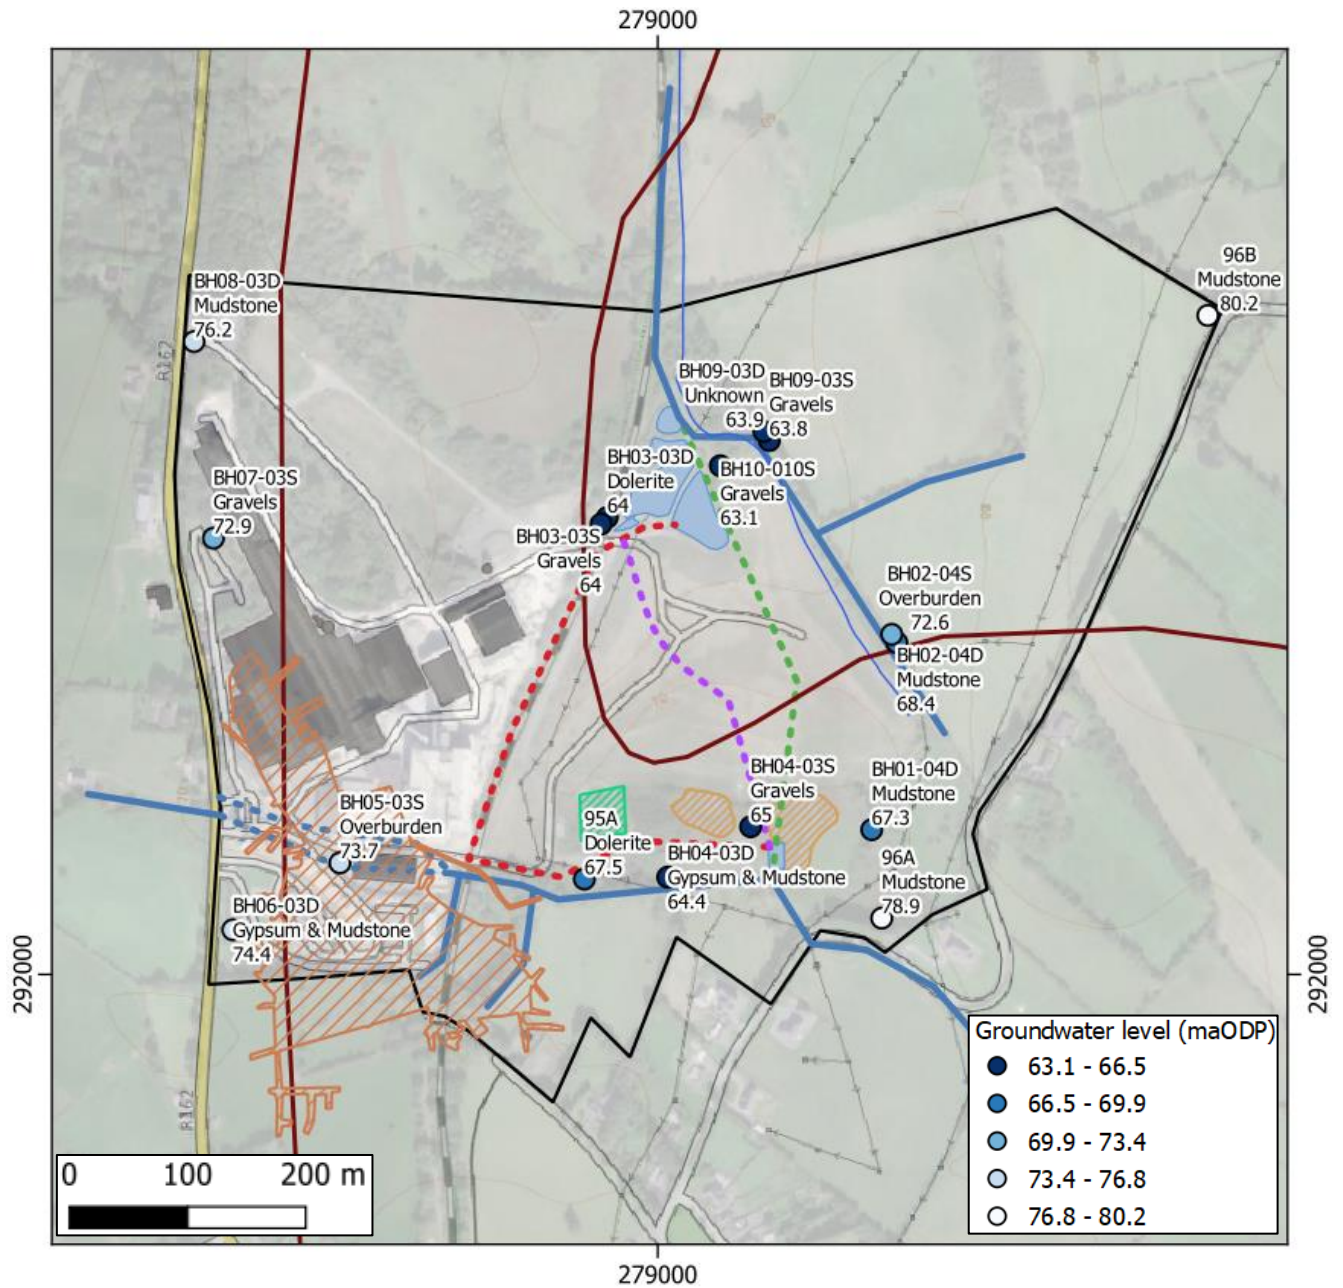 279000
96B
Mudstone
80.2
BH08-03D
Mudstone
76.2
R162
BH09-03D
Unknown
63.9
BH09-03S
Gravels
63.8
BH03-03D
Dolerite
64
BH10-010S
Gravels
63.1
BH07-03S
Gravels
72.9
BH03-03S
Gravels
64
BH02-04S
Overburden
72.6
BH02-04D
Mudstone
68.4
BH04-03S
Gravels
65
BH01-04D
Mudstone
67.3
BH05-03S
Overburden
73.7
95A
Dolerite
67.5
BH04-03D
Gypsum & Mudstone
64.4
96A
Mudstone
78.9
BH06-03D
Gypsum & Mudstone
74.4
292000
292000
R162
Groundwater level (maODP)
63.1 - 66.5
66.5 - 69.9
69.9 - 73.4
73.4 - 76.8
76.8 - 80.2
0 100 200 m
279000